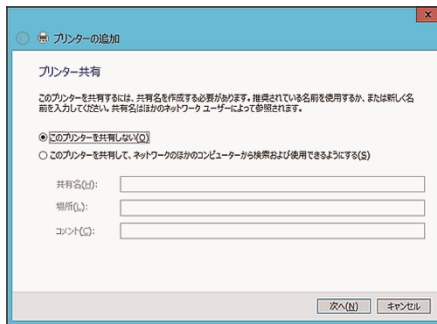 x
プリンターの追加
プリンター共有
このプリンターを共有するには、共有名を作成する必要があります。推奨されている名前を使用するか、または新しく名
前を入力してください。共有名はほかのネットワーク ユーザーによって参照されます。
このプリンターを共有しない(O)
このプリンターを共有して、ネットワークのほかのコンピューターから検索および使用できるようにする(S)
共有名(H):
場所(L):
コメント(C):
次へ(N) キャンセル